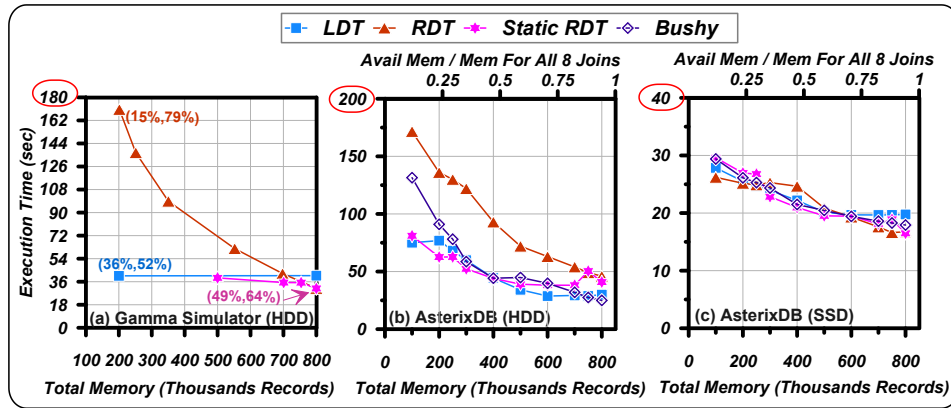 LDT RDT Static RDT Bushy
Avail Mem / Mem For All 8 Joins
0.25 0.5 0.75 1
Avail Mem / Mem For All 8 Joins
0.25 0.5 0.75 1
Execution Time (sec)
180
162
144
126
108
90
72
54
36
18
0
(15%,79%)
(36%,52%)
(49%,64%)
(a) Gamma Simulator (HDD)
100 200 300 400 500 600 700 800
Total Memory (Thousands Records)
200
150
100
50
0
(b) AsterixDB (HDD)
0 200 400 600 800
Total Memory (Thousands Records)
40
30
20
10
0
(c) AsterixDB (SSD)
0 200 400 600 800
Total Memory (Thousands Records)